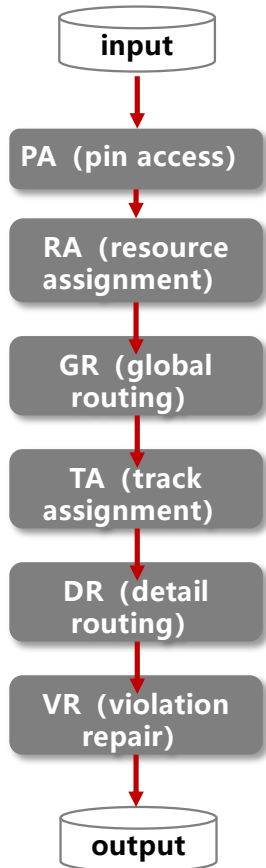 input
PA（pin access）
RA（resource
assignment）
GR（global
routing）
TA（track
assignment）
DR（detail
routing）
VR（violation
repair）
output